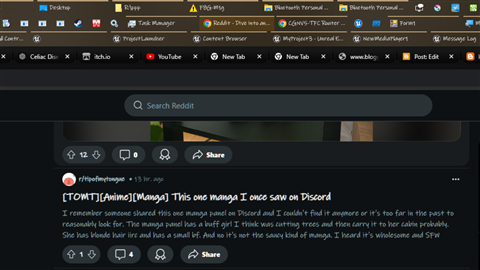 Desktop
Rippp
FBG-Mtg
Bluetooth Personal ...
Bluetooth Personal ...
Task Manager
Reddit - Dive into an...
CGNV5-TPC Router ...
Form1
Contr...
ProjectLauncher
Content Browser
MyProject3 - Unreal E...
NewMediaPlayer1
Message Log
Celiac Dise
itch.io
YouTube
New Tab
New Tab
www.blog
Post: Edit
Search Reddit
12
0
Share
r/tipofmytongue • 13 hr. ago
[TOMT][Anime][Manga] This one manga I once saw on Discord
I remember someone shared this one manga panel on Discord and I couldn't find it anymore or it's too far in the past to
reasonably look for. The manga panel has a buff girl I think was cutting trees and then carry it to her cabin probably.
She has blonde hair iirc and has a small bf. And no it's not the saucy kind of manga. I heard it's wholesome and SFW
1
4
Share